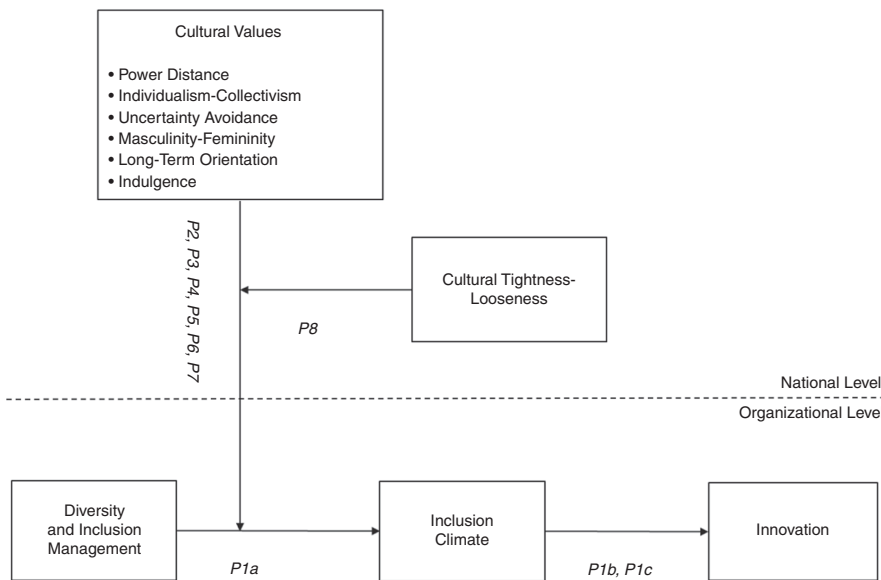 Cultural Values
• Power Distance
• Individualism-Collectivism
• Uncertainty Avoidance
• Masculinity-Femininity
• Long-Term Orientation
• Indulgence
P2, P3, P4, P5, P6, P7
Cultural Tightness-
Looseness
P8
National Level
Organizational Leve
Diversity
and Inclusion
Management
Inclusion
Climate
Innovation
P1a
P1b, P1c